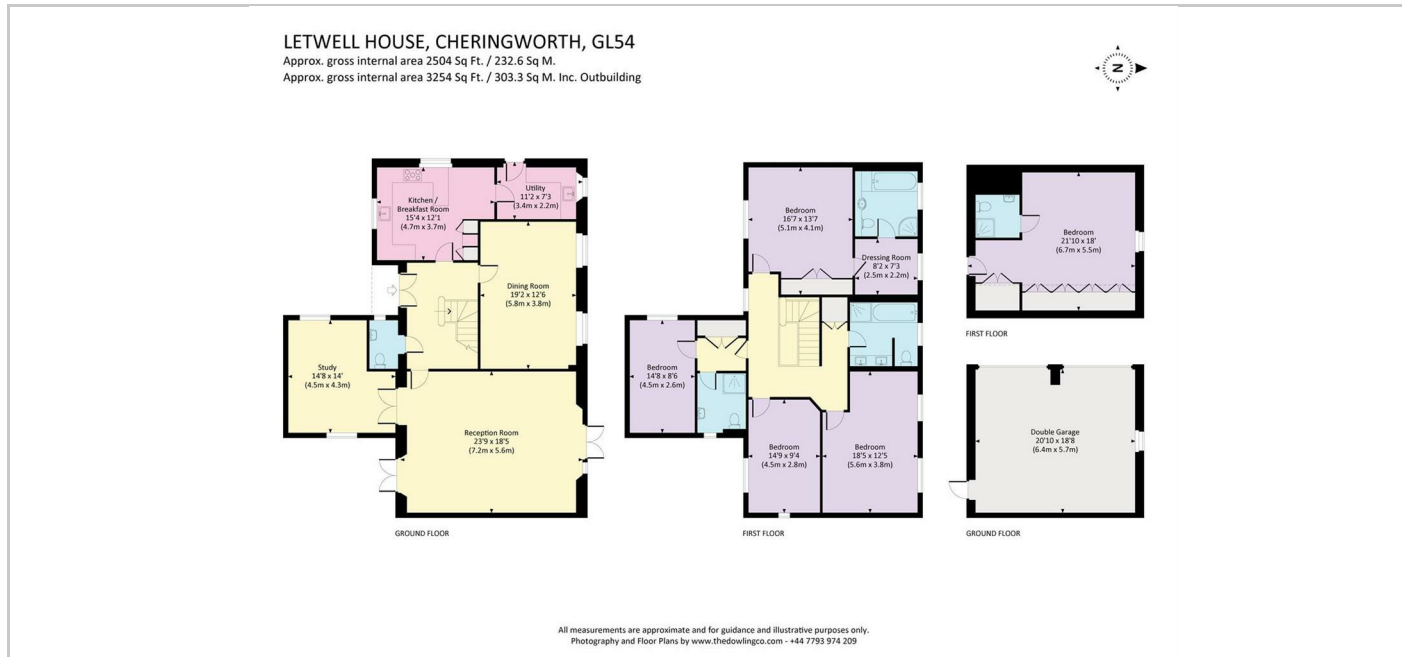 LETWELL HOUSE, CHERINGWORTH, GL54
Approx. gross internal area 2504 Sq Ft. / 232.6 Sq M.
Approx. gross internal area 3254 Sq Ft. / 303.3 Sq M. Inc. Outbuilding
N
Kitchen /
Breakfast Room
15'4 x 12'1
(4.7m x 3.7m)
Utility
11'2 x 7'3
(3.4m x 2.2m)
Dining Room
19'2 x 12'6
(5.8m x 3.8m)
Study
14'8 x 14'
(4.5m x 4.3m)
Reception Room
23'9 x 18'5
(7.2m x 5.6m)
GROUND FLOOR
Bedroom
16'7 x 13'7
(5.1m x 4.1m)
Dressing Room
8'2 x 7'3
(2.5m x 2.2m)
Bedroom
14'8 x 8'6
(4.5m x 2.6m)
Bedroom
14'9 x 9'4
(4.5m x 2.8m)
Bedroom
18'5 x 12'5
(5.6m x 3.8m)
FIRST FLOOR
Bedroom
21'10 x 18'
(6.7m x 5.5m)
FIRST FLOOR
Double Garage
20'10 x 18'8
(6.4m x 5.7m)
GROUND FLOOR
All measurements are approximate and for guidance and illustrative purposes only.
Photography and Floor Plans by www.thedowlingco.com - +44 7793 974 209